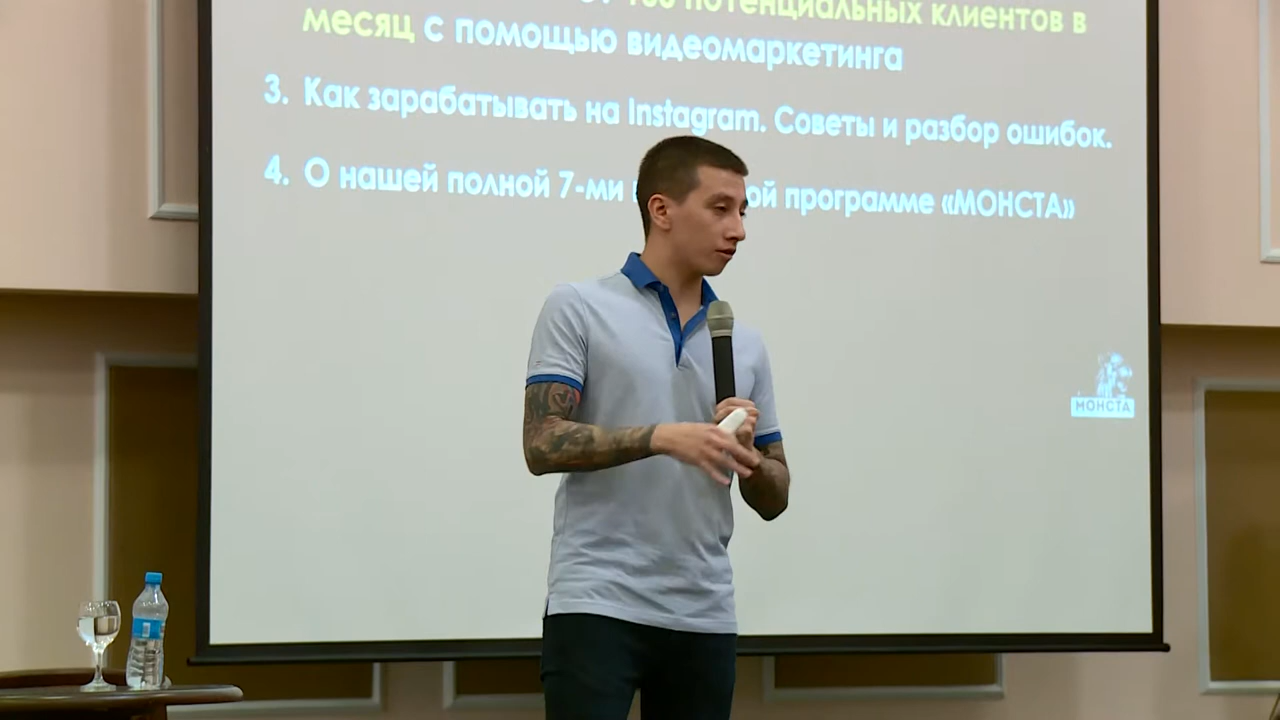 потенциальных клиентов в
месяц с помощью видеомаркетинга
3. Как зарабатывать на Instagram. Советы и разбор ошибок.
4. О нашей полной 7-ми программе «МОНСТА»
МОНСТА